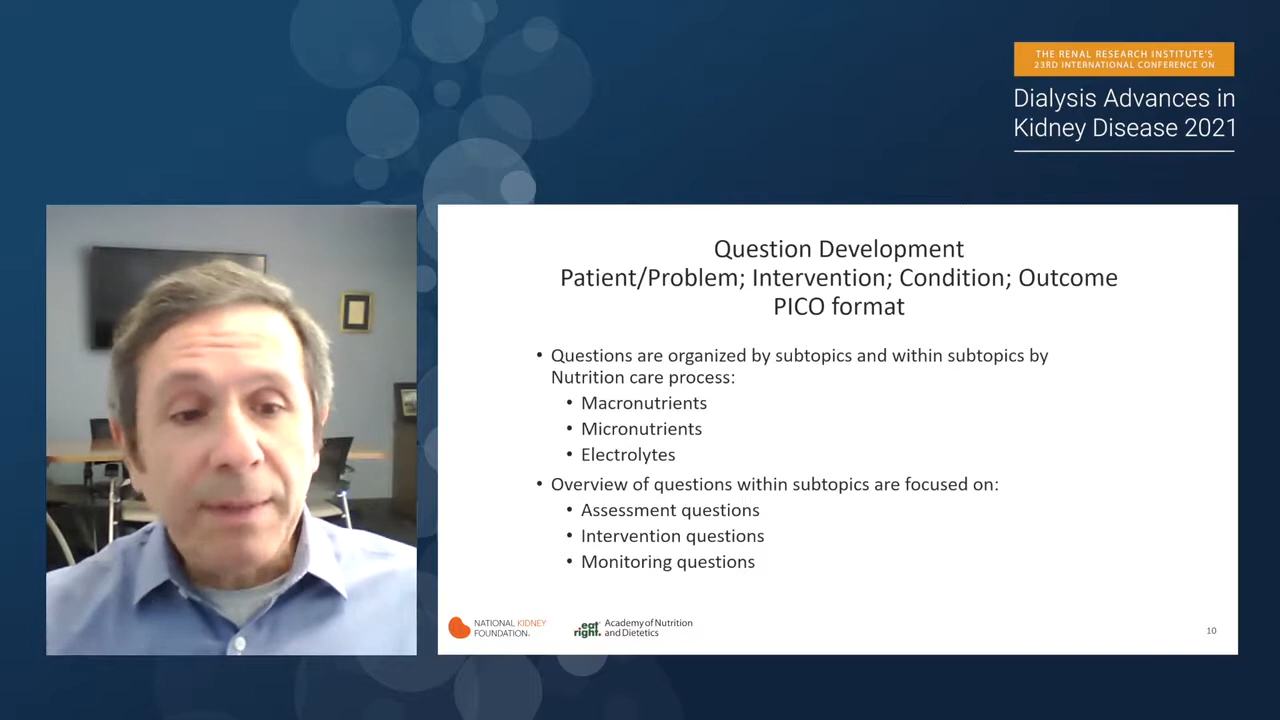 THE RENAL RESEARCH INSTITUTE'S
23RD INTERNATIONAL CONFERENCE ON
Dialysis Advances in
Kidney Disease 2021
Question Development
Patient/Problem; Intervention; Condition; Outcome
PICO format
• Questions are organized by subtopics and within subtopics by
Nutrition care process:
• Macronutrients
• Micronutrients
• Electrolytes
• Overview of questions within subtopics are focused on:
• Assessment questions
• Intervention questions
• Monitoring questions
NATIONAL KIDNEY
FOUNDATION®
eat
right.
Academy of Nutrition
and Dietetics
10